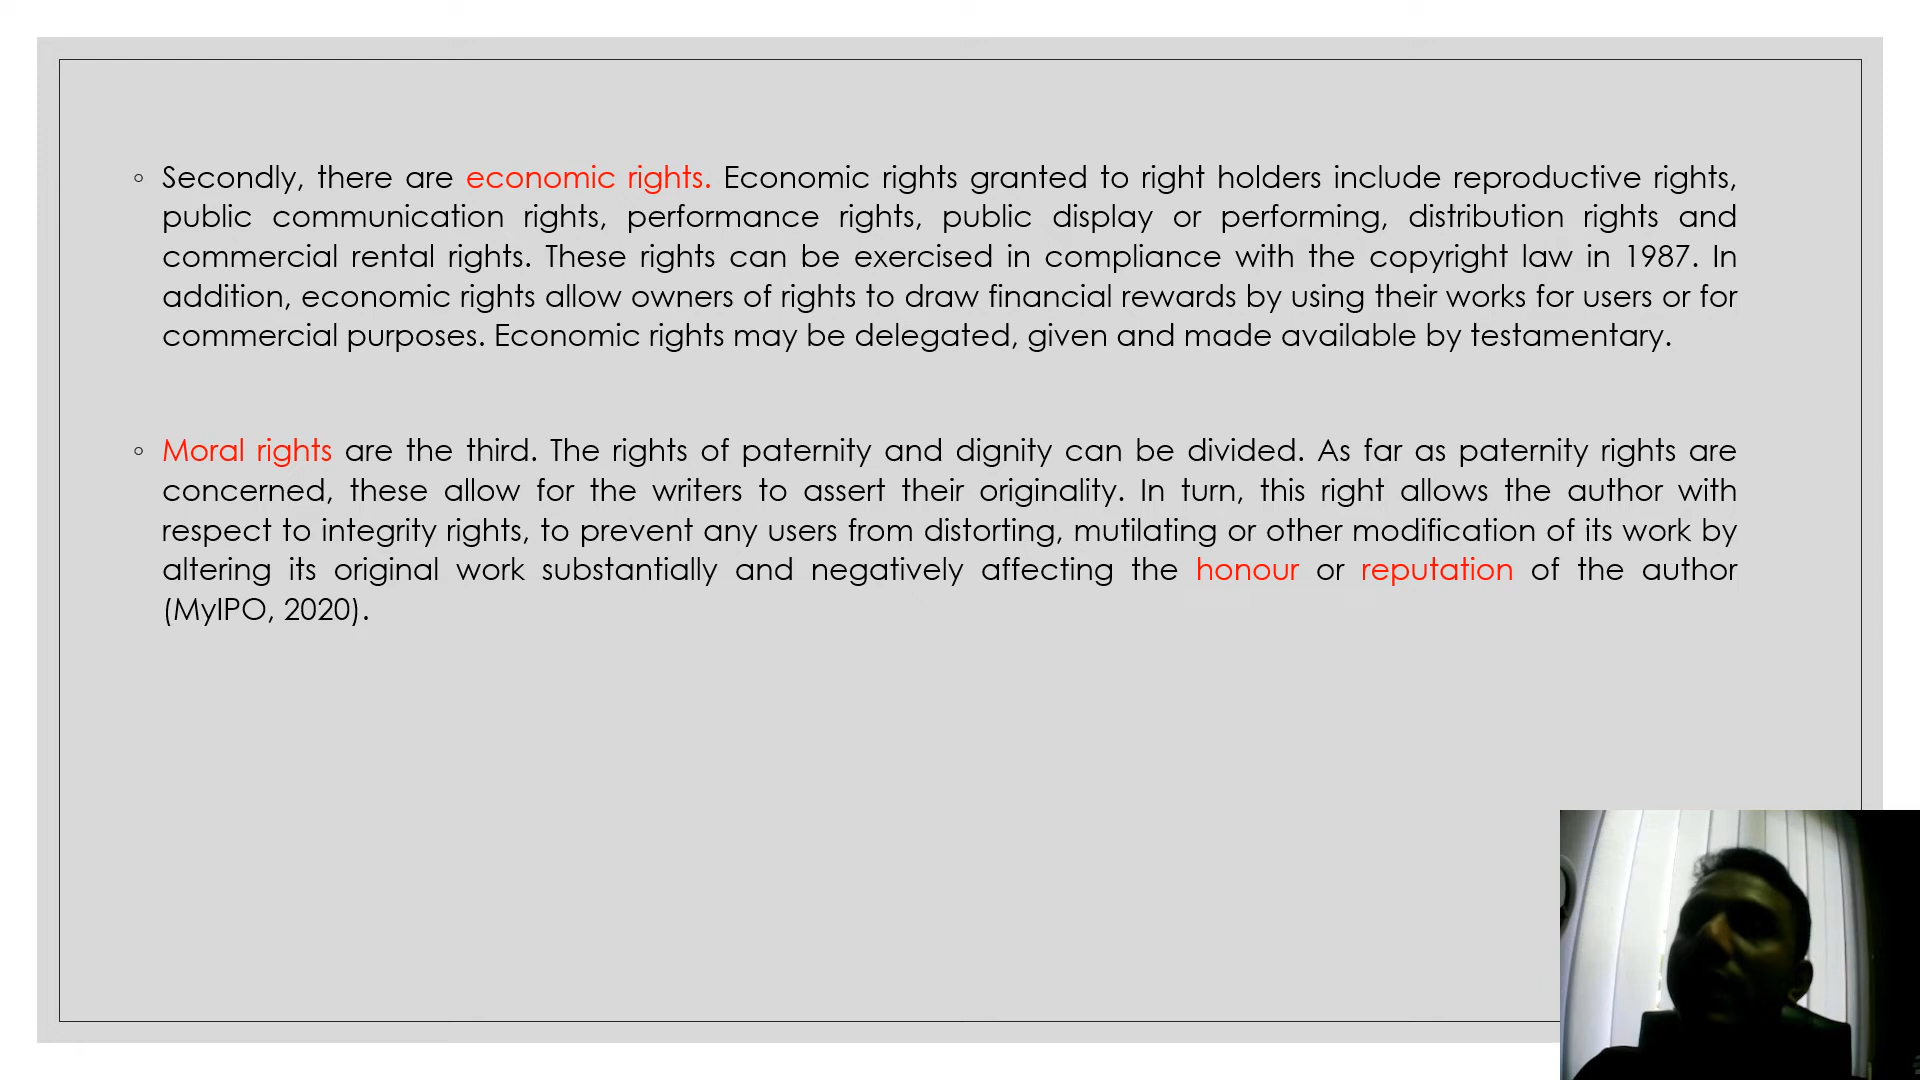 ◦ Secondly, there are economic rights. Economic rights granted to right holders include reproductive rights,
public communication rights, performance rights, public display or performing, distribution rights and
commercial rental rights. These rights can be exercised in compliance with the copyright law in 1987. In
addition, economic rights allow owners of rights to draw financial rewards by using their works for users or for
commercial purposes. Economic rights may be delegated, given and made available by testamentary.
◦ Moral rights are the third. The rights of paternity and dignity can be divided. As far as paternity rights are
concerned, these allow for the writers to assert their originality. In turn, this right allows the author with
respect to integrity rights, to prevent any users from distorting, mutilating or other modification of its work by
altering its original work substantially and negatively affecting the honour or reputation of the author
(MyIPO, 2020).